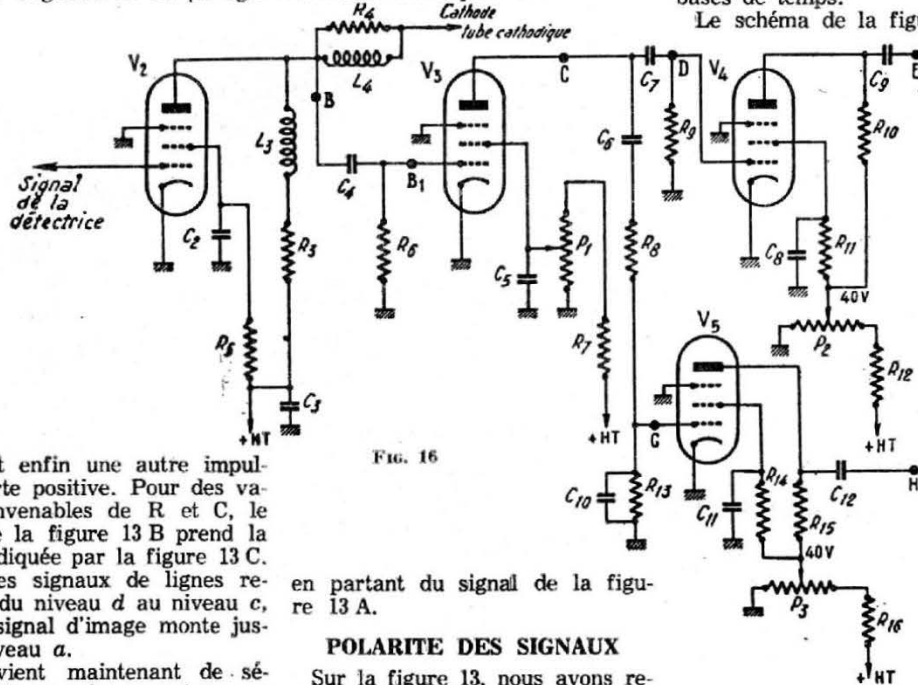 bases de temps.
Le schéma de la figu
R4
Cathode
tube cathodique
V2
L4
V3
C
C7
D
V4
C9
E
B
L3
C6
R9
R10
Signal
de la
détectrice
C4
B1
C2
R3
R6
C5
P1
R8
C8
R11
40V
R5
R7
V5
P2
R12
C3
+HT
+HT
G
+HT
FIG. 16
C10
R13
C11
R14
C12
H
R15
40V
P3
R16
+HT
t enfin une autre impul-
rte positive. Pour des va-
nvenables de R et C, le
e la figure 13 B prend la
diquée par la figure 13 C.
es signaux de lignes re-
du niveau d au niveau c,
signal d'image monte jus-
veau a.
vient maintenant de sé-
en partant du signal de la figu-
re 13 A.
POLARITE DES SIGNAUX
Sur la figure 13, nous avons re-